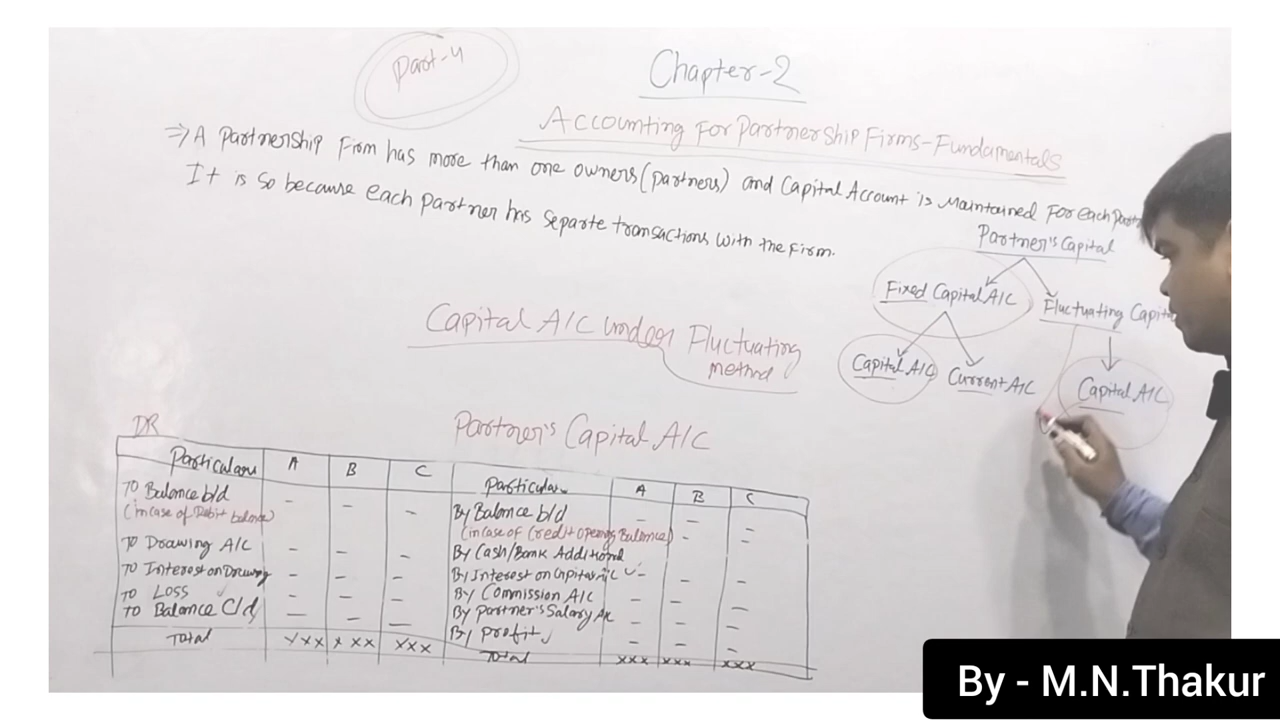 Part-4
Chapter-2
Accounting For Partnership Firms-Fundamentals
⇒ A Partnership Firm has more than one owners (partners) and Capital Account is Maintained For each
It is so because each partner has separte transactions with the Firm.
Partner's Capital
Fixed Capital A/C
Fluctuating Capit
Capital A/C
Current A/C
Capital A/C
Capital A/C under Fluctuating
method
DR
Partner's Capital A/C
Particulars A B C Particular A B C
To Balance b/d - - - By Balance b/d - - -
(in case of Debit balance) (in case of Credit opening Balance) - -
To Drawing A/C - - - By Cash/Bank Additional
To Interest on Drawing - - - By Interest on Capital A/C - - -
To Loss - - - By Commission A/C - - -
To Balance C/d - - - By Partner's Salary A/c - - -
By profit - - -
Total xxx xxx xxx Total xxx xxx xxx
By - M.N.Thakur